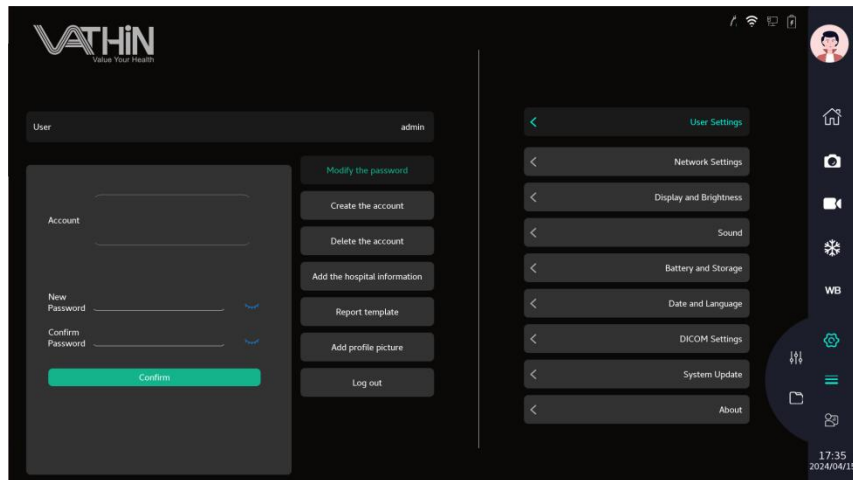 VATHiN
Value Your Health
User
admin
Modify the password
Create the account
Delete the account
Add the hospital information
Report template
Add profile picture
Log out
Account
New
Password
Confirm
Password
Confirm
User Settings
Network Settings
Display and Brightness
Sound
Battery and Storage
Date and Language
DICOM Settings
System Update
About
WB
17:35
2024/04/15